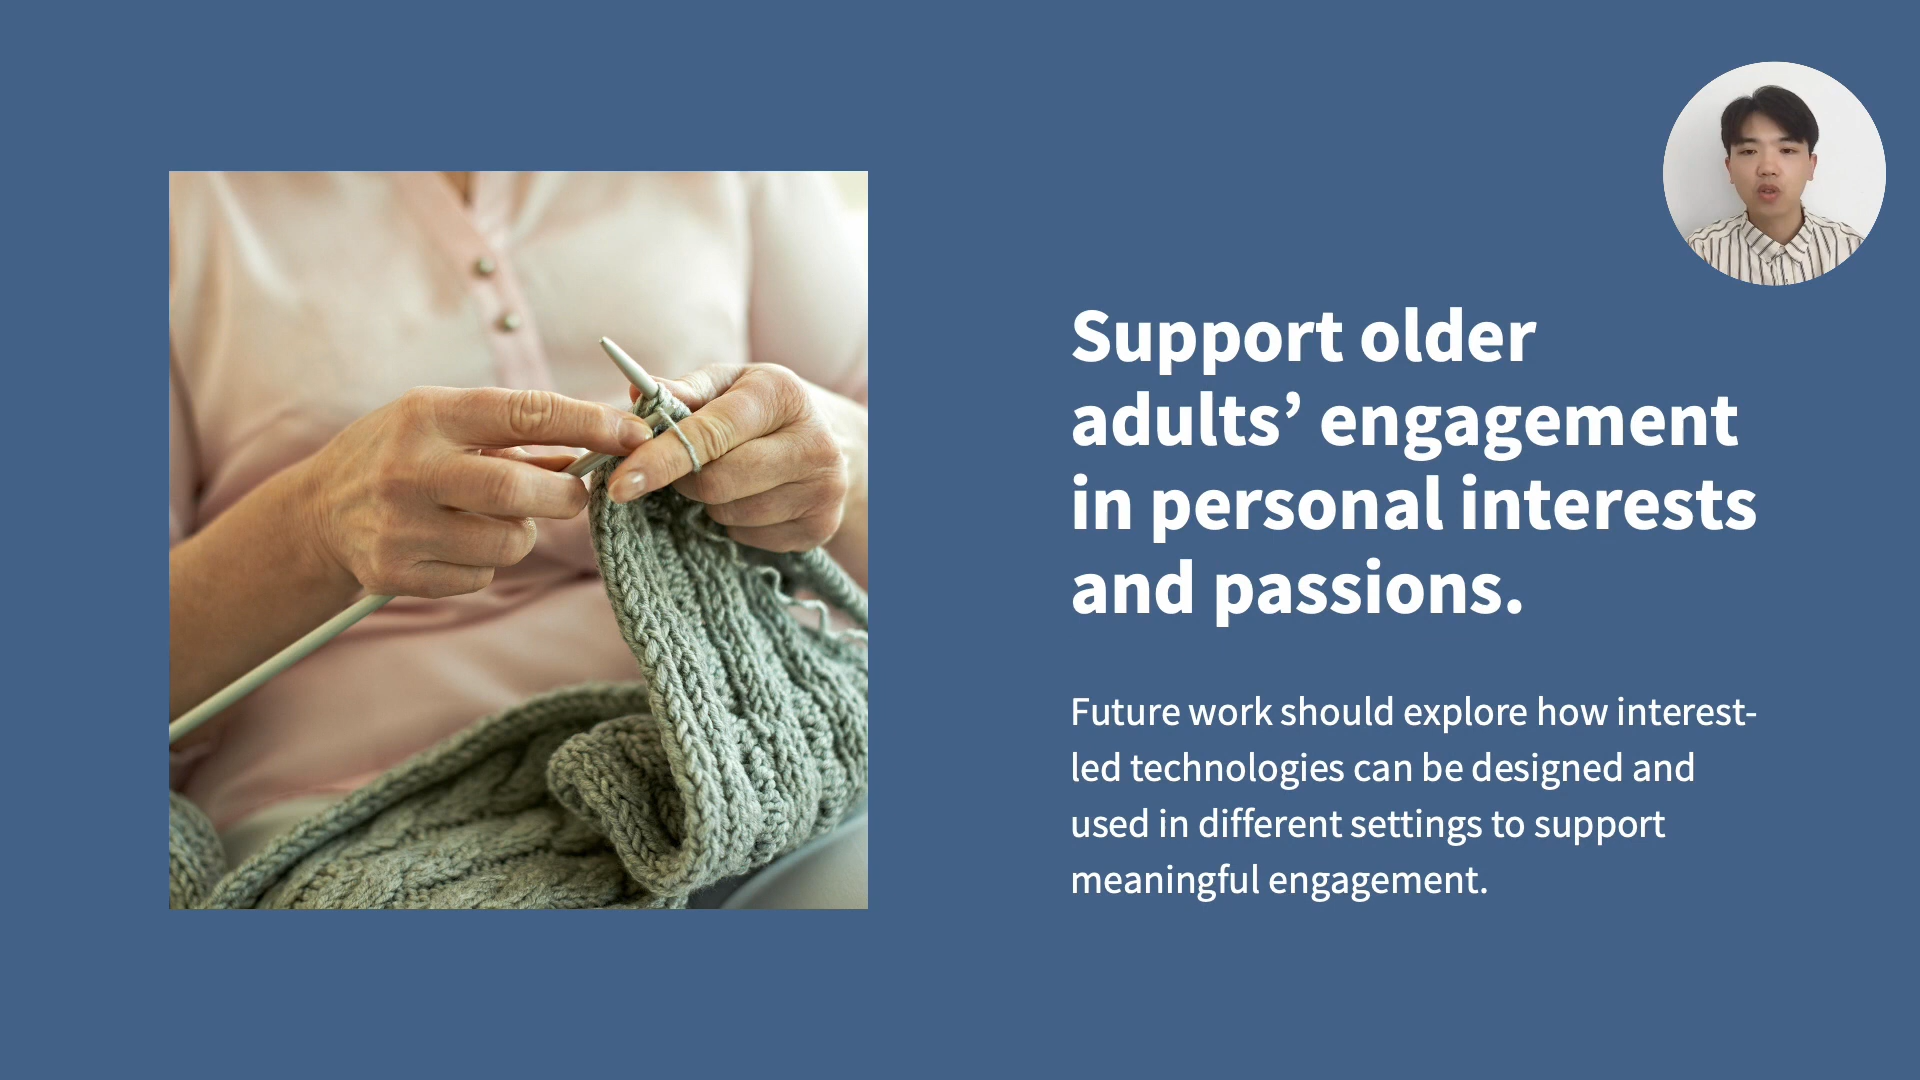 Support older
adults’ engagement
in personal interests
and passions.
Future work should explore how interest-
led technologies can be designed and
used in different settings to support
meaningful engagement.